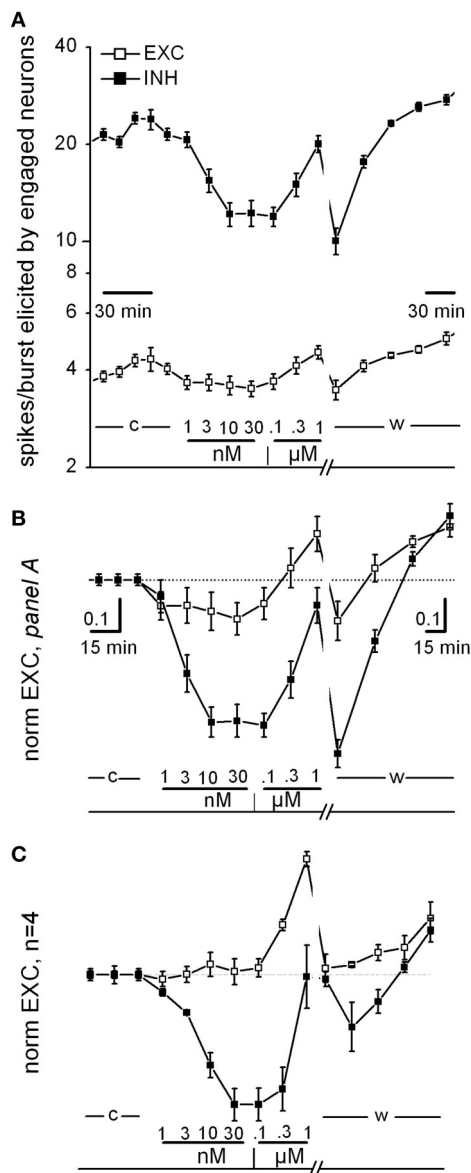 A
40
EXC
INH
20
10
8
30 min
30 min
6
4
2
spikes/burst elicited by engaged neurons
c
1 3 10 30 .1 .3 1
w
nM | µM
B
0.1
15 min
0.1
15 min
norm EXC, panel A
c
1 3 10 30 .1 .3 1
w
nM | µM
C
norm EXC, n=4
c
1 3 10 30 .1 .3 1
w
nM | µM